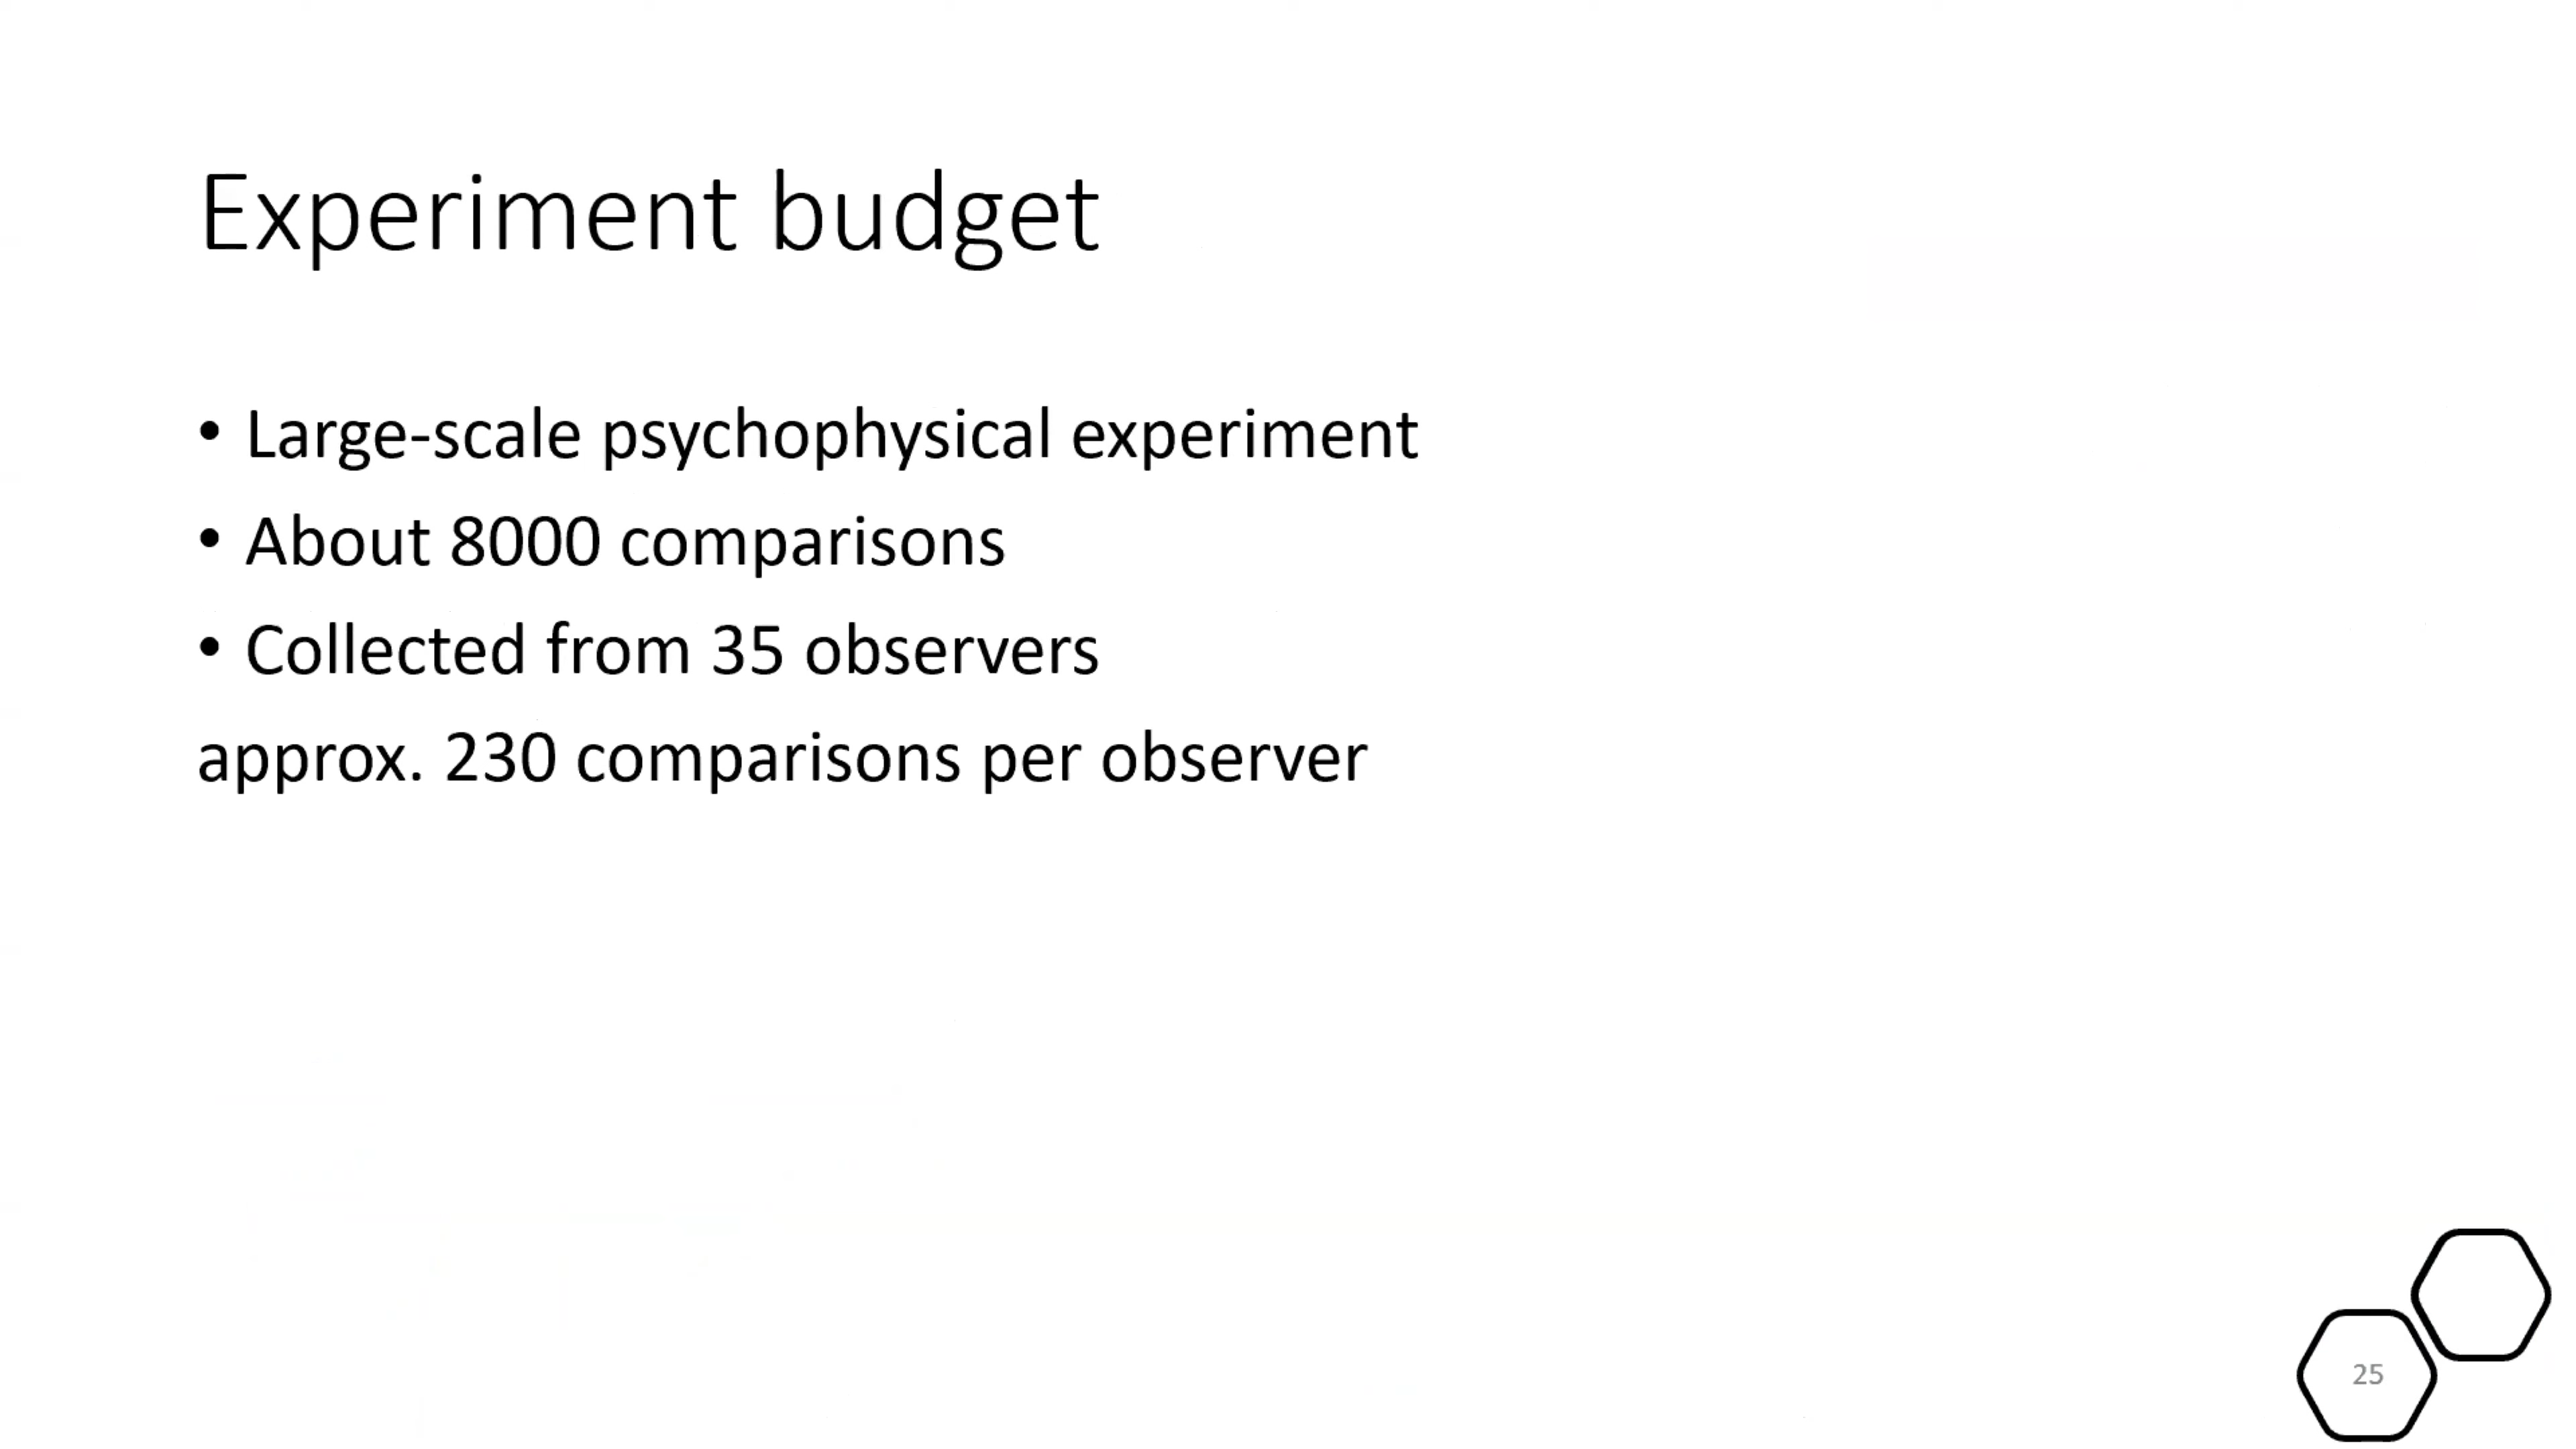 Experiment budget
• Large-scale psychophysical experiment
• About 8000 comparisons
• Collected from 35 observers
approx. 230 comparisons per observer
25